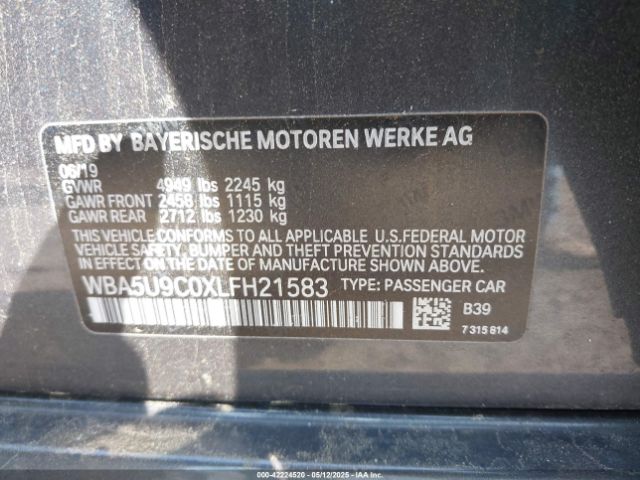 MFD BY BAYERISCHE MOTOREN WERKE AG
06/19
GVWR 4949 lbs 2245 kg
GAWR FRONT 2458 lbs 1115 kg
GAWR REAR 2712 lbs 1230 kg
THIS VEHICLE CONFORMS TO ALL APPLICABLE U.S.FEDERAL MOTOR
VEHICLE SAFETY, BUMPER AND THEFT PREVENTION STANDARDS
IN EFFECT ON THE DATE OF MANUFACTURE SHOWN ABOVE.
WBA5U9C0XLFH21583 TYPE: PASSENGER CAR
B39
7 315 814
000-42224520 - 05/12/2025 - IAAI.COM